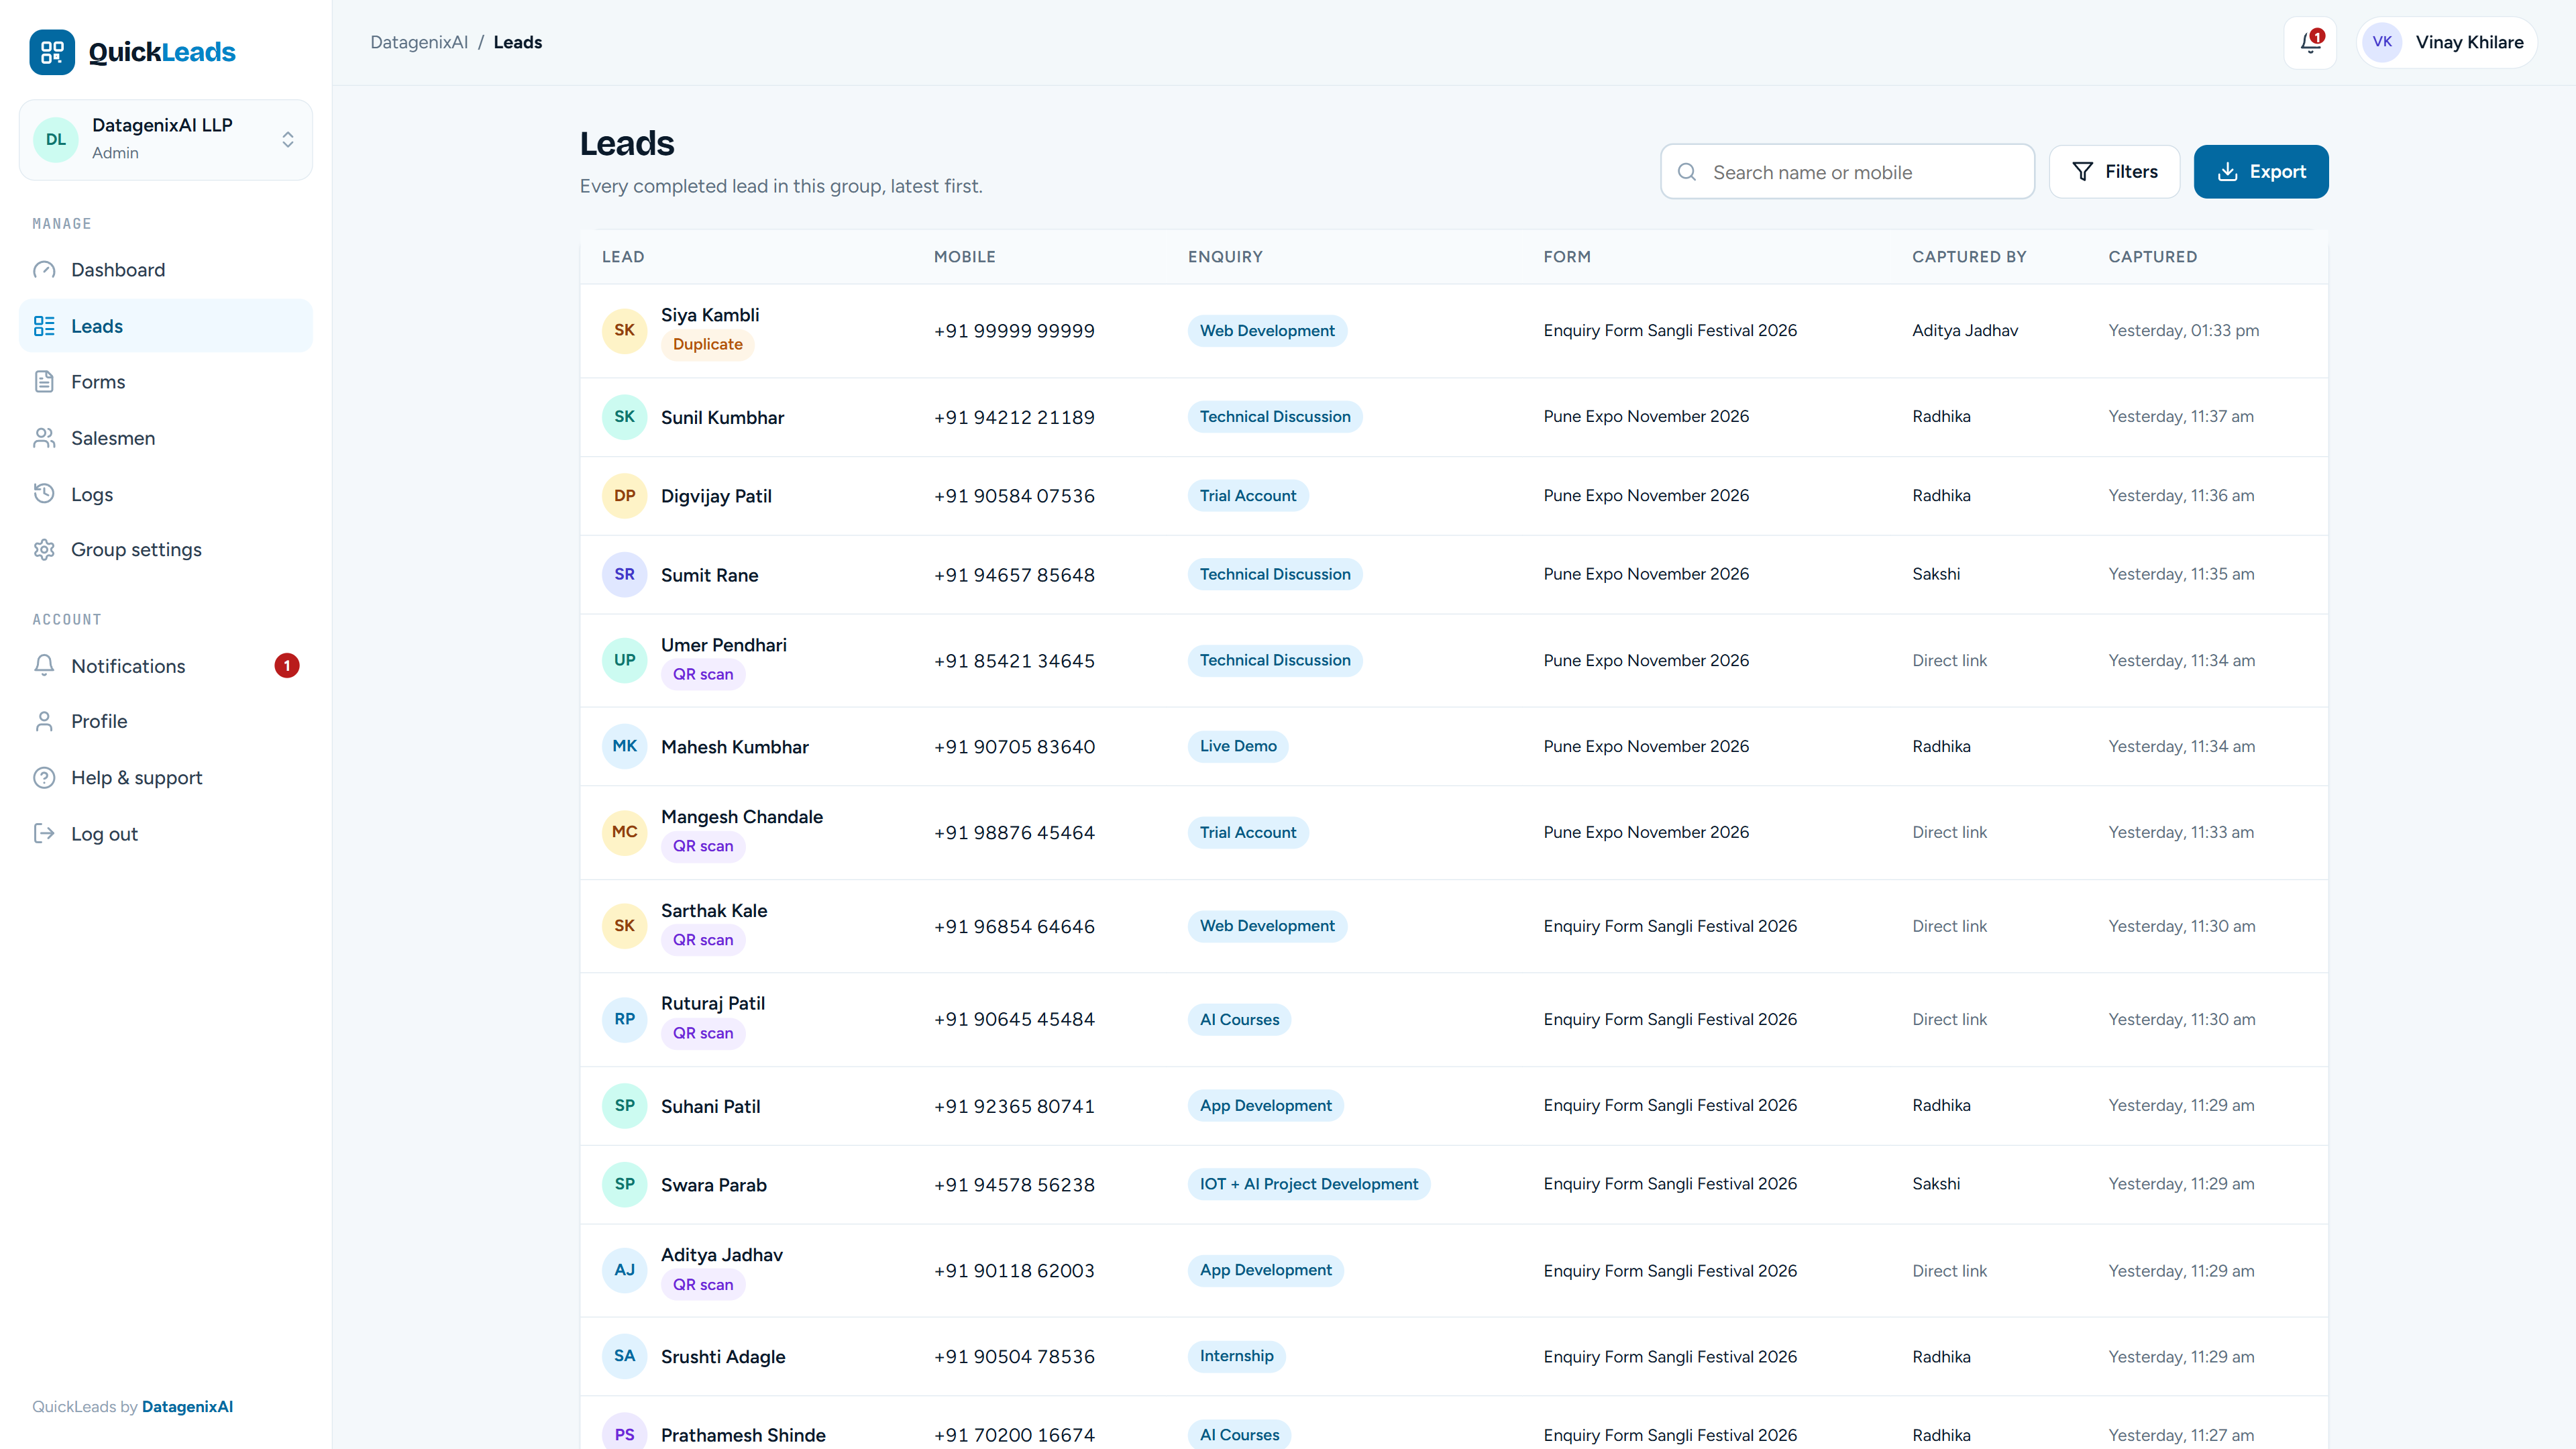 QuickLeads
DL
DatagenixAI LLP
Admin
MANAGE
Dashboard
Leads
Forms
Salesmen
Logs
Group settings
ACCOUNT
Notifications 1
Profile
Help & support
Log out
QuickLeads by DatagenixAI
DatagenixAI / Leads
1
VK Vinay Khilare
Leads
Every completed lead in this group, latest first.
Search name or mobile
Filters
Export
LEAD MOBILE ENQUIRY FORM CAPTURED BY CAPTURED
SK Siya Kambli Duplicate +91 99999 99999 Web Development Enquiry Form Sangli Festival 2026 Aditya Jadhav Yesterday, 01:33 pm
SK Sunil Kumbhar +91 94212 21189 Technical Discussion Pune Expo November 2026 Radhika Yesterday, 11:37 am
DP Digvijay Patil +91 90584 07536 Trial Account Pune Expo November 2026 Radhika Yesterday, 11:36 am
SR Sumit Rane +91 94657 85648 Technical Discussion Pune Expo November 2026 Sakshi Yesterday, 11:35 am
UP Umer Pendhari QR scan +91 85421 34645 Technical Discussion Pune Expo November 2026 Direct link Yesterday, 11:34 am
MK Mahesh Kumbhar +91 90705 83640 Live Demo Pune Expo November 2026 Radhika Yesterday, 11:34 am
MC Mangesh Chandale QR scan +91 98876 45464 Trial Account Pune Expo November 2026 Direct link Yesterday, 11:33 am
SK Sarthak Kale QR scan +91 96854 64646 Web Development Enquiry Form Sangli Festival 2026 Direct link Yesterday, 11:30 am
RP Ruturaj Patil QR scan +91 90645 45484 AI Courses Enquiry Form Sangli Festival 2026 Direct link Yesterday, 11:30 am
SP Suhani Patil +91 92365 80741 App Development Enquiry Form Sangli Festival 2026 Radhika Yesterday, 11:29 am
SP Swara Parab +91 94578 56238 IOT + AI Project Development Enquiry Form Sangli Festival 2026 Sakshi Yesterday, 11:29 am
AJ Aditya Jadhav QR scan +91 90118 62003 App Development Enquiry Form Sangli Festival 2026 Direct link Yesterday, 11:29 am
SA Srushti Adagle +91 90504 78536 Internship Enquiry Form Sangli Festival 2026 Radhika Yesterday, 11:29 am
PS Prathamesh Shinde +91 70200 16674 AI Courses Enquiry Form Sangli Festival 2026 Radhika Yesterday, 11:27 am